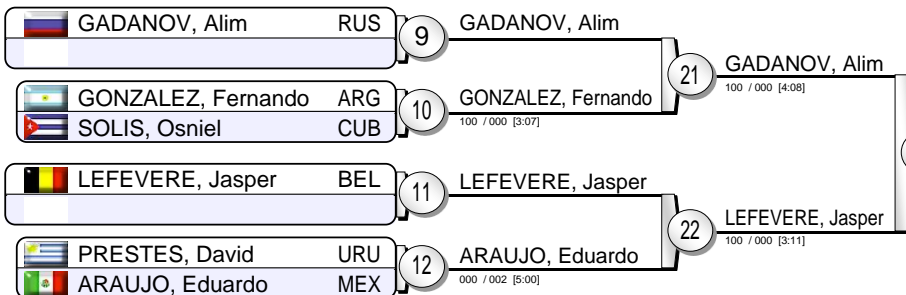 GADANOV, Alim RUS
9
GADANOV, Alim
21
GADANOV, Alim
100 / 000 [4:08]
GONZALEZ, Fernando ARG
SOLIS, Osniel CUB
10
GONZALEZ, Fernando
100 / 000 [3:07]
LEFEVERE, Jasper BEL
11
LEFEVERE, Jasper
22
LEFEVERE, Jasper
100 / 000 [3:11]
PRESTES, David URU
ARAUJO, Eduardo MEX
12
ARAUJO, Eduardo
000 / 002 [5:00]